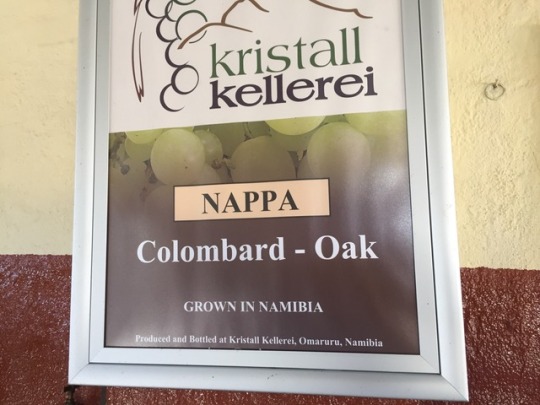 kristall
kellerei
NAPPA
Colombard - Oak
GROWN IN NAMIBIA
Produced and Bottled at Kristall Kellerei, Omaruru, Namibia